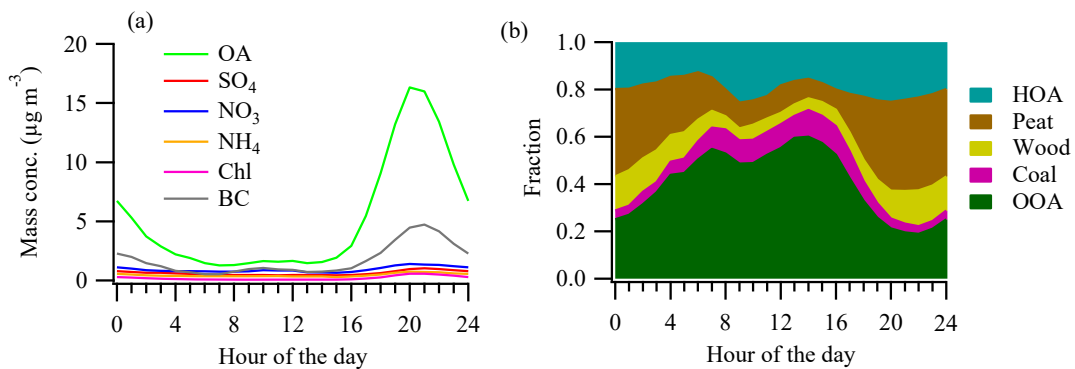 (a)
20
15
10
5
0
Mass conc. (µg m⁻³)
OA
SO₄
NO₃
NH₄
Chl
BC
0 4 8 12 16 20 24
Hour of the day
(b)
1.0
0.8
0.6
0.4
0.2
0.0
Fraction
0 4 8 12 16 20 24
Hour of the day
HOA
Peat
Wood
Coal
OOA